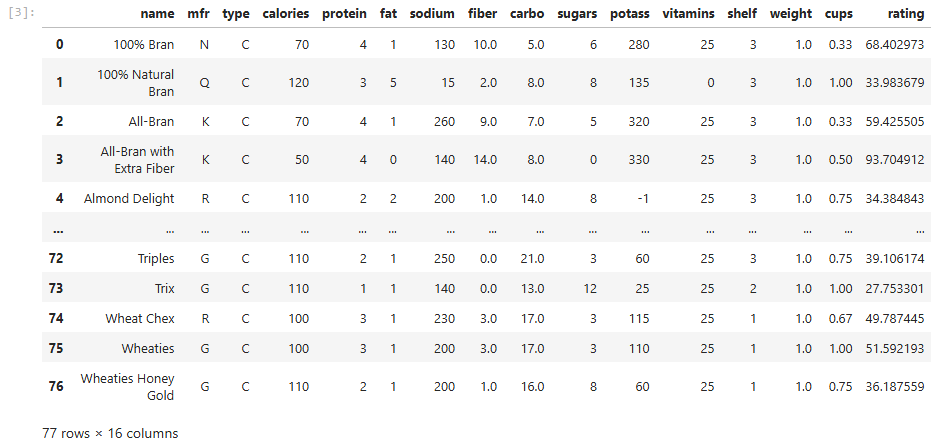 [3]:
name mfr type calories protein fat sodium fiber carbo sugars potass vitamins shelf weight cups rating
0 100% Bran N C 70 4 1 130 10.0 5.0 6 280 25 3 1.0 0.33 68.402973
1 100% Natural Bran Q C 120 3 5 15 2.0 8.0 8 135 0 3 1.0 1.00 33.983679
2 All-Bran K C 70 4 1 260 9.0 7.0 5 320 25 3 1.0 0.33 59.425505
3 All-Bran with Extra Fiber K C 50 4 0 140 14.0 8.0 0 330 25 3 1.0 0.50 93.704912
4 Almond Delight R C 110 2 2 200 1.0 14.0 8 -1 25 3 1.0 0.75 34.384843
... ... ... ... ... ... ... ... ... ... ... ... ... ... ... ... ...
72 Triples G C 110 2 1 250 0.0 21.0 3 60 25 3 1.0 0.75 39.106174
73 Trix G C 110 1 1 140 0.0 13.0 12 25 25 2 1.0 1.00 27.753301
74 Wheat Chex R C 100 3 1 230 3.0 17.0 3 115 25 1 1.0 0.67 49.787445
75 Wheaties G C 100 3 1 200 3.0 17.0 3 110 25 1 1.0 1.00 51.592193
76 Wheaties Honey Gold G C 110 2 1 200 1.0 16.0 8 60 25 1 1.0 0.75 36.187559
77 rows × 16 columns